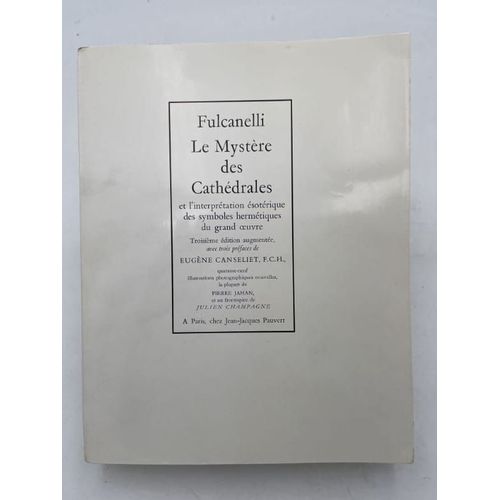 Fulcanelli
Le Mystère
des
Cathédrales
et l'interprétation ésotérique
des symboles hermétiques
du grand œuvre
Troisième édition augmentée,
avec trois préfaces de
EUGÈNE CANSELIET, F.C.H.,
quarante-neuf
illustrations photographiques nouvelles,
la plupart de
PIERRE JAHAN,
et un frontispice de
JULIEN CHAMPAGNE
A Paris, chez Jean-Jacques Pauvert